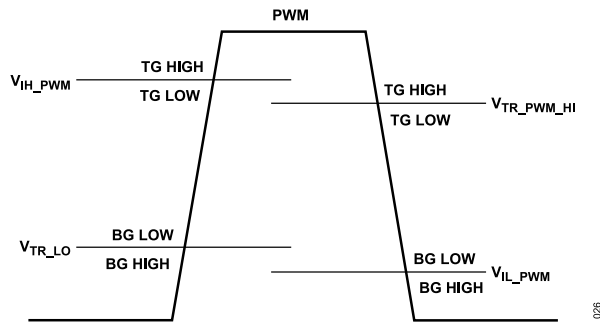 PWM
TG HIGH
V_IH_PWM
TG LOW
TG HIGH
V_TR_PWM_HI
TG LOW
BG LOW
V_TR_LO
BG HIGH
BG LOW
V_IL_PWM
BG HIGH
026